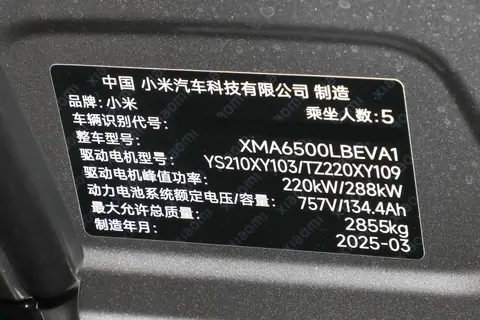 中国 小米汽车科技有限公司 制造
品牌:小米 乘坐人数:5
车辆识别代号:
整车型号: XMA6500LBEVA1
驱动电机型号: YS210XY103/TZ220XY109
驱动电机峰值功率: 220kW/288kW
动力电池系统额定电压/容量: 757V/134.4Ah
最大允许总质量: 2855kg
制造年月: 2025-03